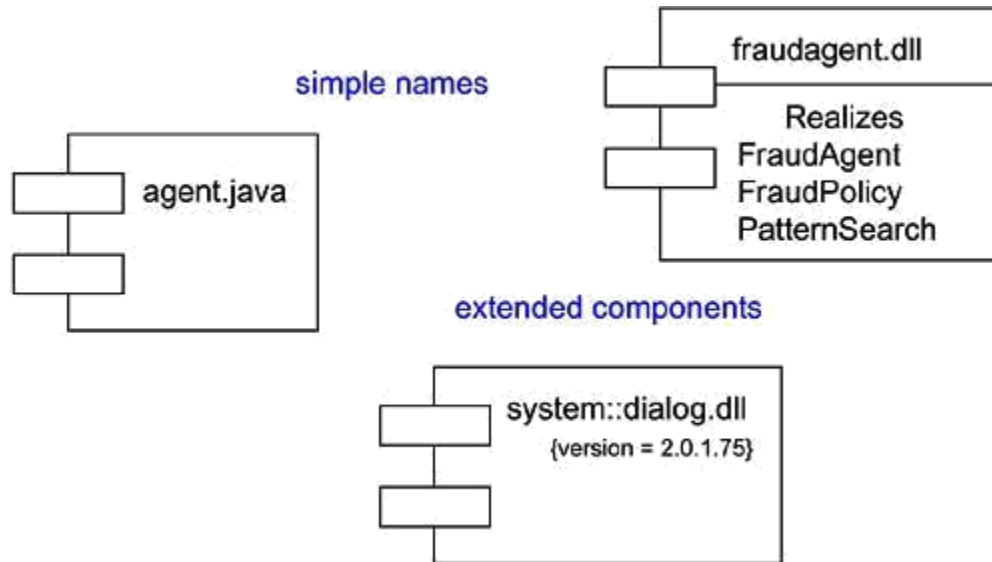 simple names
agent.java
fraudagent.dll
Realizes
FraudAgent
FraudPolicy
PatternSearch
extended components
system::dialog.dll
{version = 2.0.1.75}